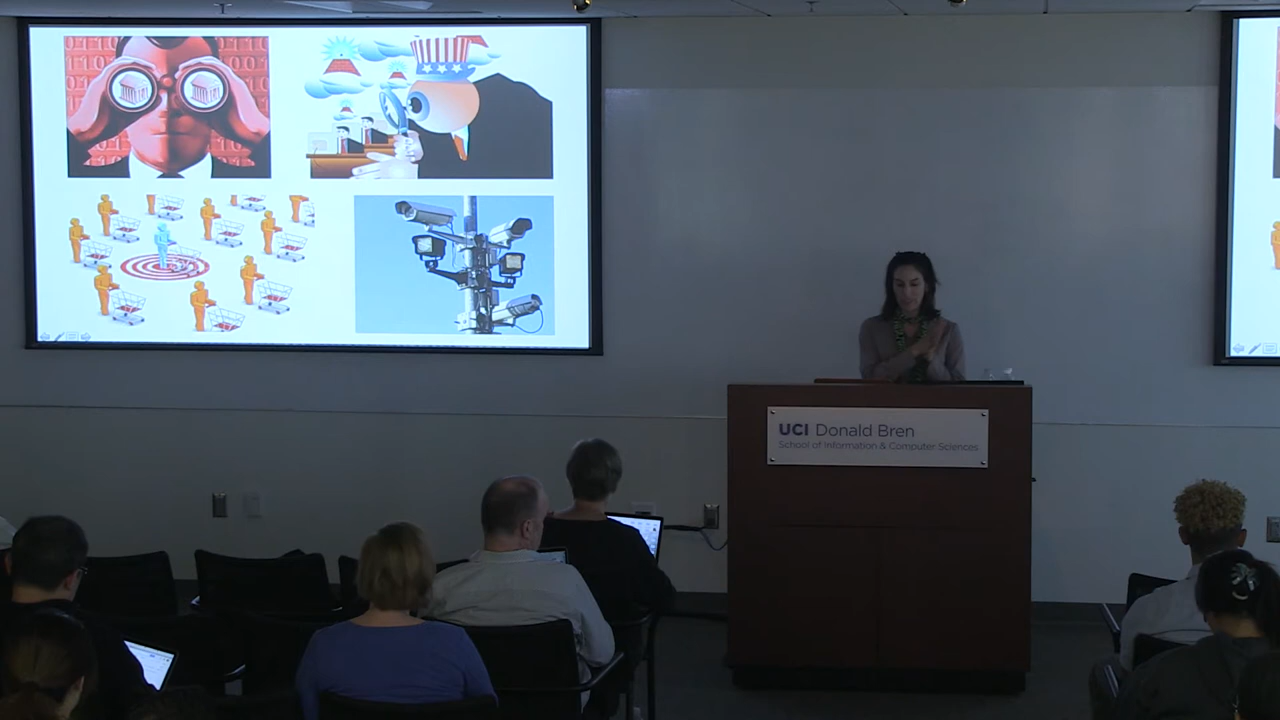 UCI Donald Bren
School of Information & Computer Sciences